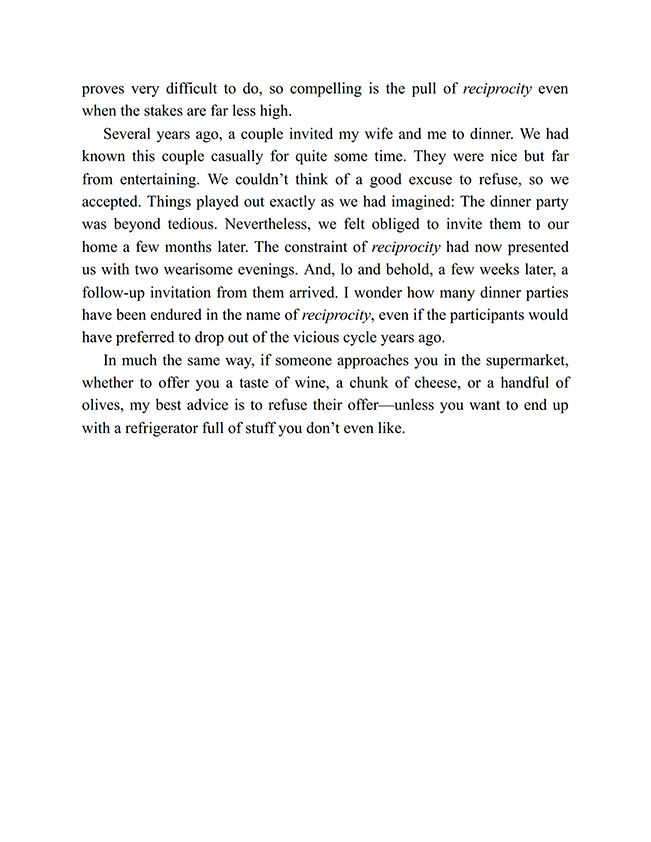 proves very difficult to do, so compelling is the pull of reciprocity even
when the stakes are far less high.
Several years ago, a couple invited my wife and me to dinner. We had
known this couple casually for quite some time. They were nice but far
from entertaining. We couldn’t think of a good excuse to refuse, so we
accepted. Things played out exactly as we had imagined: The dinner party
was beyond tedious. Nevertheless, we felt obliged to invite them to our
home a few months later. The constraint of reciprocity had now presented
us with two wearisome evenings. And, lo and behold, a few weeks later, a
follow-up invitation from them arrived. I wonder how many dinner parties
have been endured in the name of reciprocity, even if the participants would
have preferred to drop out of the vicious cycle years ago.
In much the same way, if someone approaches you in the supermarket,
whether to offer you a taste of wine, a chunk of cheese, or a handful of
olives, my best advice is to refuse their offer—unless you want to end up
with a refrigerator full of stuff you don’t even like.